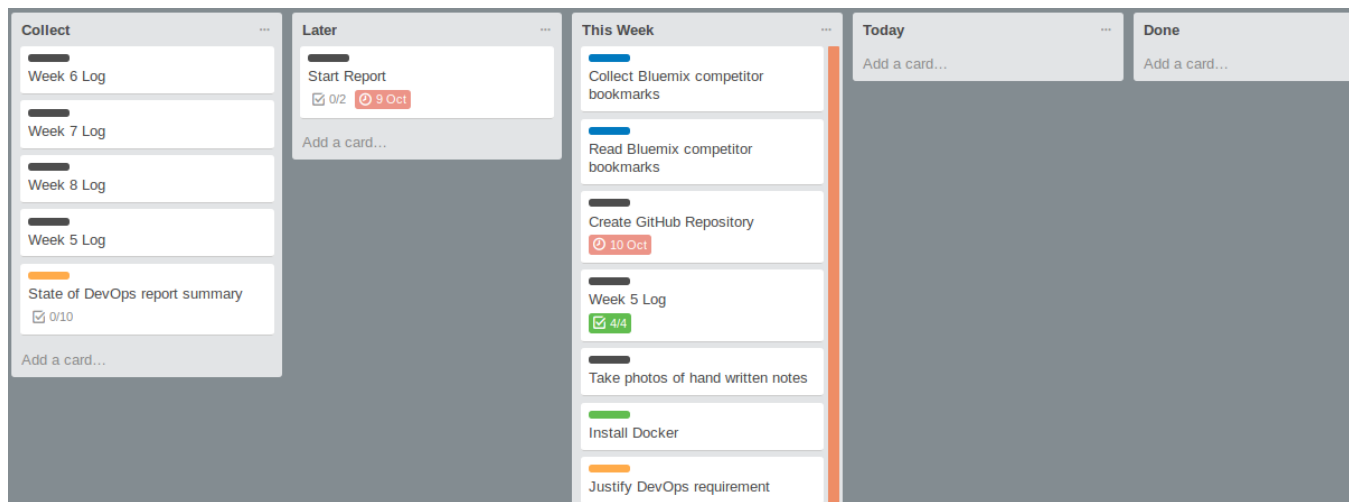 Collect
Week 6 Log
Week 7 Log
Week 8 Log
Week 5 Log
State of DevOps report summary
0/10
Add a card…
Later
Start Report
0/2 9 Oct
Add a card…
This Week
Collect Bluemix competitor
bookmarks
Read Bluemix competitor
bookmarks
Create GitHub Repository
10 Oct
Week 5 Log
4/4
Take photos of hand written notes
Install Docker
Justify DevOps requirement
Today
Add a card…
Done
Add a card…